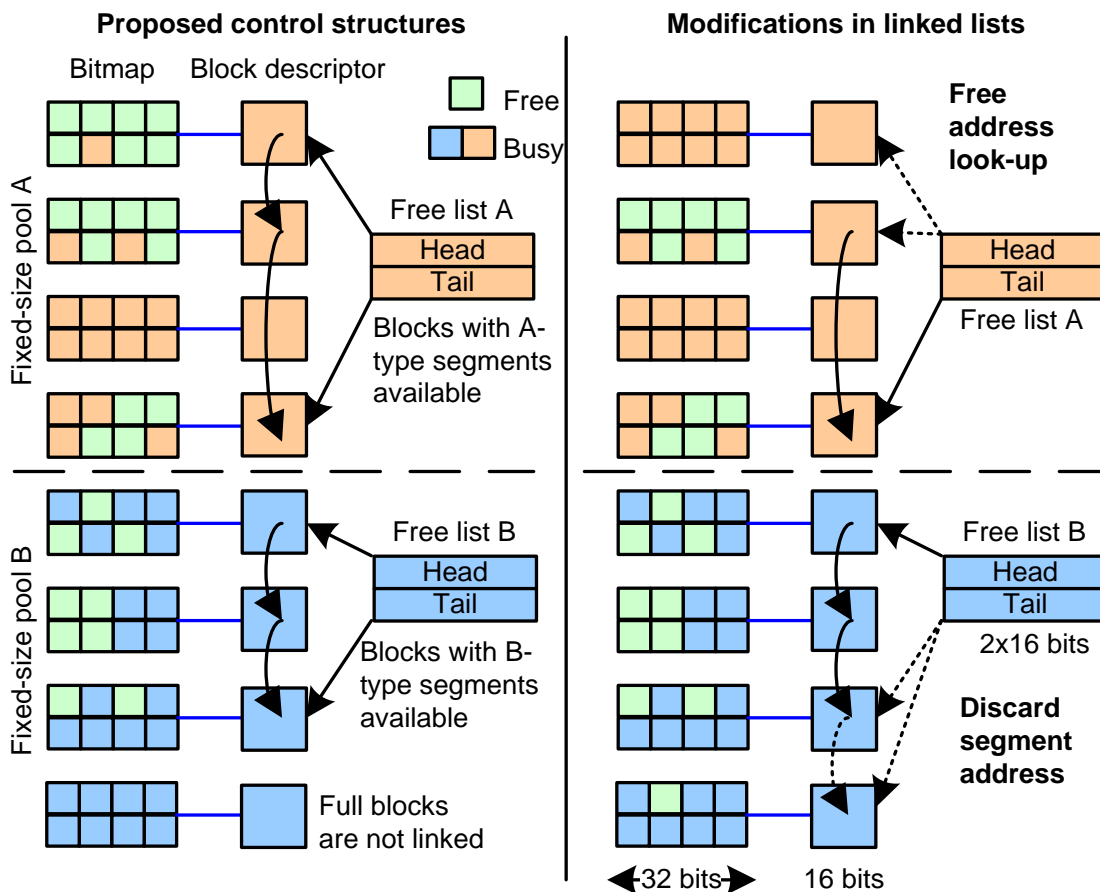 Proposed control structures
Modifications in linked lists
Bitmap
Block descriptor
Free
Busy
Fixed-size pool A
Free list A
Head
Tail
Blocks with A-
type segments
available
Fixed-size pool B
Free list B
Head
Tail
Blocks with B-
type segments
available
Full blocks
are not linked
Free
address
look-up
Head
Tail
Free list A
Free list B
Head
Tail
2x16 bits
Discard
segment
address
32 bits
16 bits